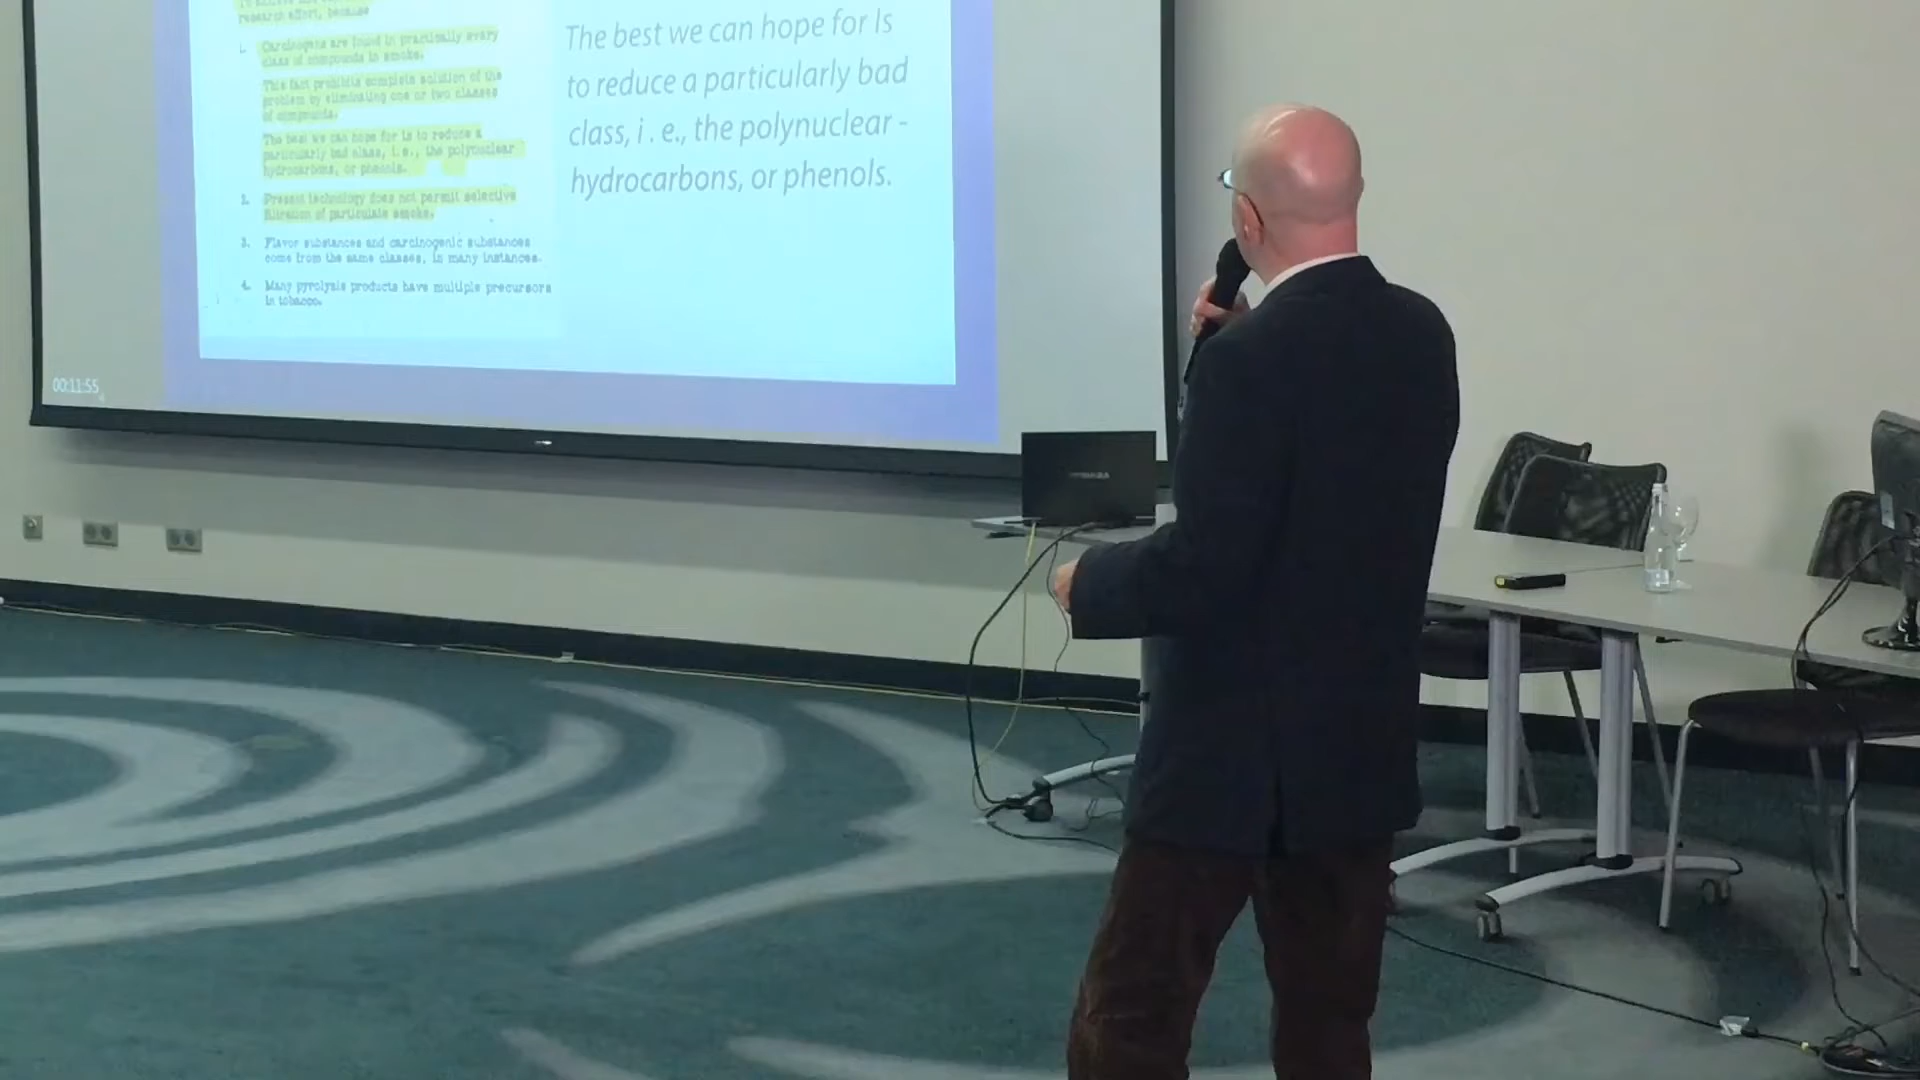 research effort, because
1. Carcinogens are found in practically every
class of compounds in smoke.
This fact prohibits complete solution of the
problem by eliminating one or two classes
of compounds.
The best we can hope for is to reduce a
particularly bad class, i.e., the polynuclear
hydrocarbons, or phenols.
2. Present technology does not permit selective
filtration of particulate smoke.
3. Flavor substances and carcinogenic substances
come from the same classes, in many instances.
4. Many pyrolysis products have multiple precursors
in tobacco.
The best we can hope for Is
to reduce a particularly bad
class, i . e., the polynuclear -
hydrocarbons, or phenols.
00:11:55
TOSHIBA